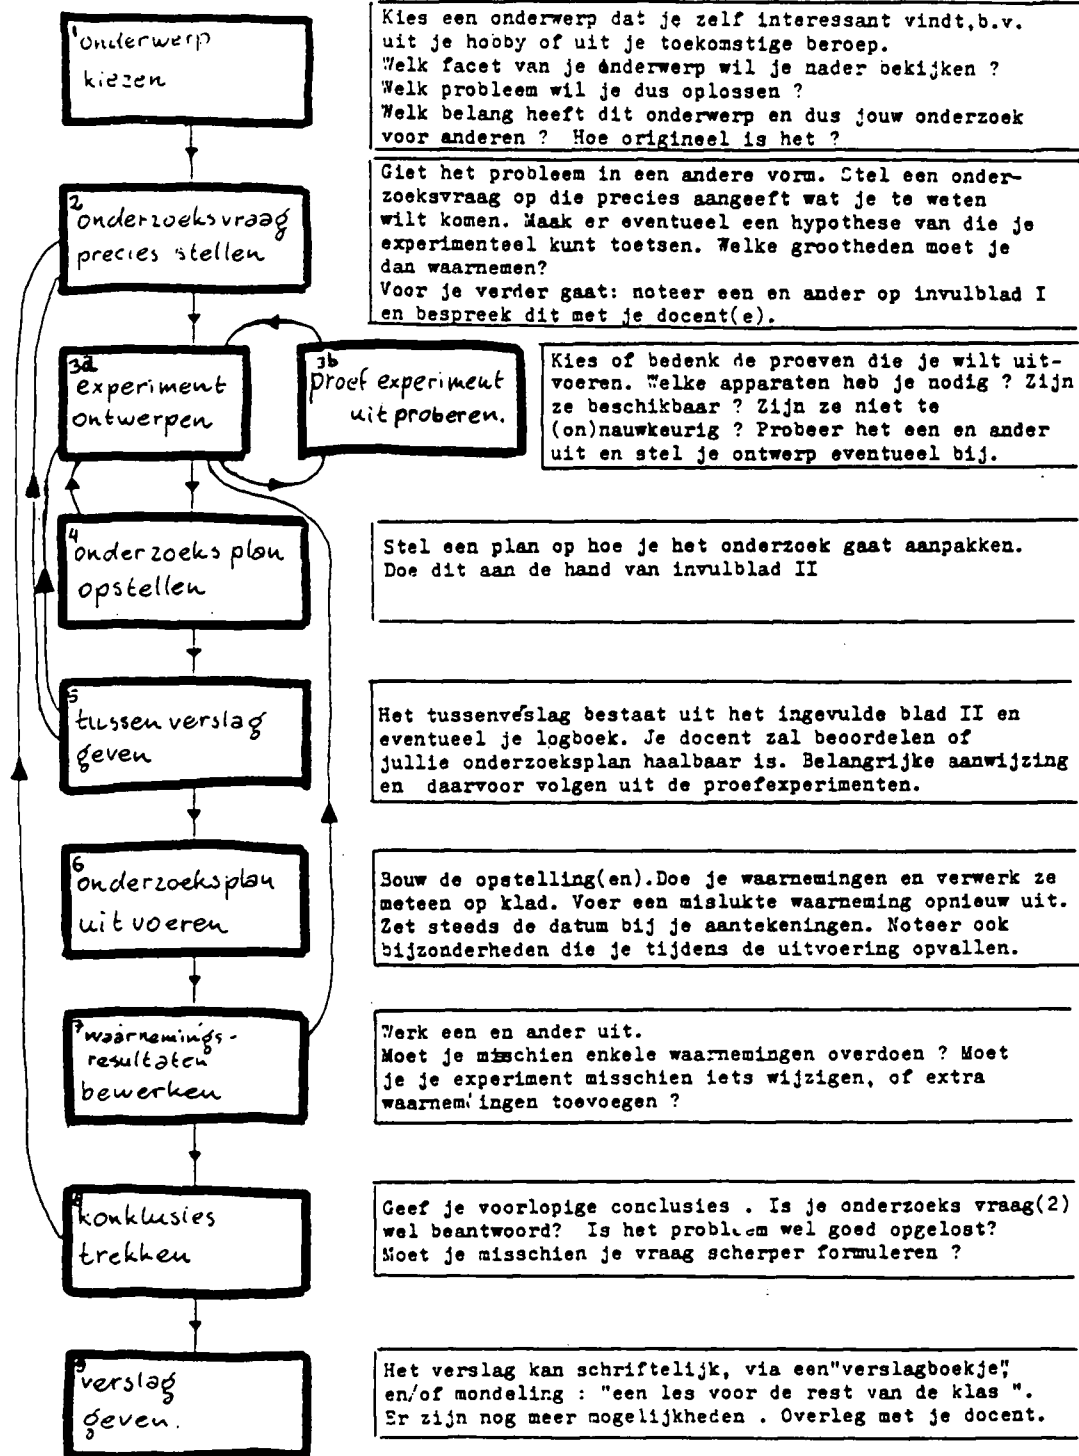 1 onderwerp
kiezen
Kies een onderwerp dat je zelf interessant vindt,b.v.
uit je hobby of uit je toekomstige beroep.
Welk facet van je onderwerp wil je nader bekijken ?
Welk probleem wil je dus oplossen ?
Welk belang heeft dit onderwerp en dus jouw onderzoek
voor anderen ? Hoe origineel is het ?
2
onderzoeksvraag
precies stellen
Giet het probleem in een andere vorm. Stel een onder-
zoeksvraag op die precies aangeeft wat je te weten
wilt komen. Maak er eventueel een hypothese van die je
experimenteel kunt toetsen. Welke grootheden moet je
dan waarnemen?
Voor je verder gaat: noteer een en ander op invulblad I
en bespreek dit met je docent(e).
3a
experiment
ontwerpen
3b
proef experiment
uitproberen.
Kies of bedenk de proeven die je wilt uit-
voeren. Welke apparaten heb je nodig ? Zijn
ze beschikbaar ? Zijn ze niet te
(on)nauwkeurig ? Probeer het een en ander
uit en stel je ontwerp eventueel bij.
4
onderzoeks plan
opstellen
Stel een plan op hoe je het onderzoek gaat aanpakken.
Doe dit aan de hand van invulblad II
5
tussen verslag
geven
Het tussenveslag bestaat uit het ingevulde blad II en
eventueel je logboek. Je docent zal beoordelen of
jullie onderzoeksplan haalbaar is. Belangrijke aanwijzing
en daarvoor volgen uit de proefexperimenten.
6
onderzoeksplan
uitvoeren
Bouw de opstelling(en).Doe je waarnemingen en verwerk ze
meteen op klad. Voer een mislukte waarneming opnieuw uit.
Zet steeds de datum bij je aantekeningen. Noteer ook
bijzonderheden die je tijdens de uitvoering opvallen.
7
waarnemings-
resultaten
bewerken
Werk een en ander uit.
Moet je misschien enkele waarnemingen overdoen ? Moet
je je experiment misschien iets wijzigen, of extra
waarnemingen toevoegen ?
8
konklusies
trekken
Geef je voorlopige conclusies . Is je onderzoeks vraag(2)
wel beantwoord? Is het probleem wel goed opgelost?
Moet je misschien je vraag scherper formuleren ?
9
verslag
geven.
Het verslag kan schriftelijk, via een"verslagboekje",
en/of mondeling : "een les voor de rest van de klas ".
Er zijn nog meer mogelijkheden . Overleg met je docent.